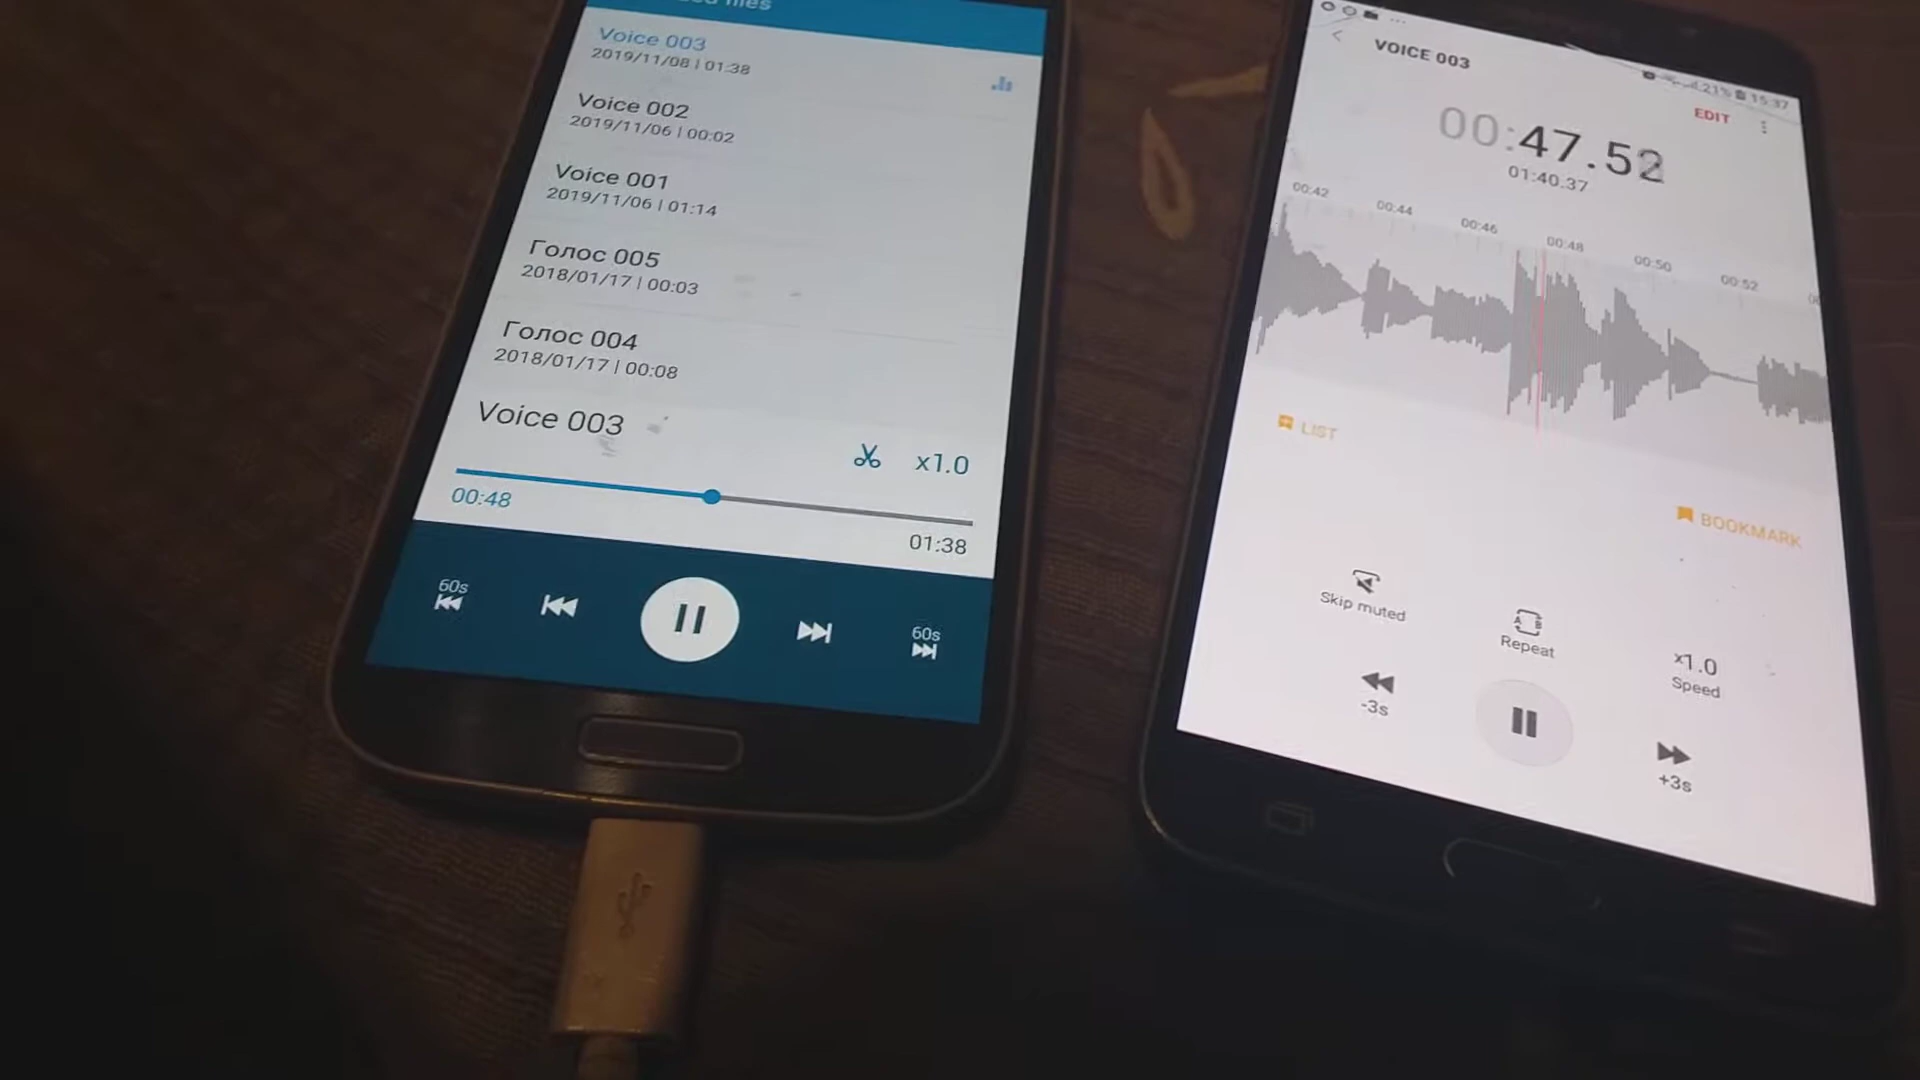 files
Voice 003
2019/11/08 | 01:38
Voice 002
2019/11/06 | 00:02
Voice 001
2019/11/06 | 01:14
Голос 005
2018/01/17 | 00:03
Голос 004
2018/01/17 | 00:08
Voice 003
x1.0
00:48
01:38
60s
60s
21% 15:37
VOICE 003
EDIT
00:47.52
01:40.37
00:42 00:44 00:46 00:48 00:50 00:52
LIST
BOOKMARK
Skip muted
A B
Repeat
x1.0
Speed
-3s
+3s